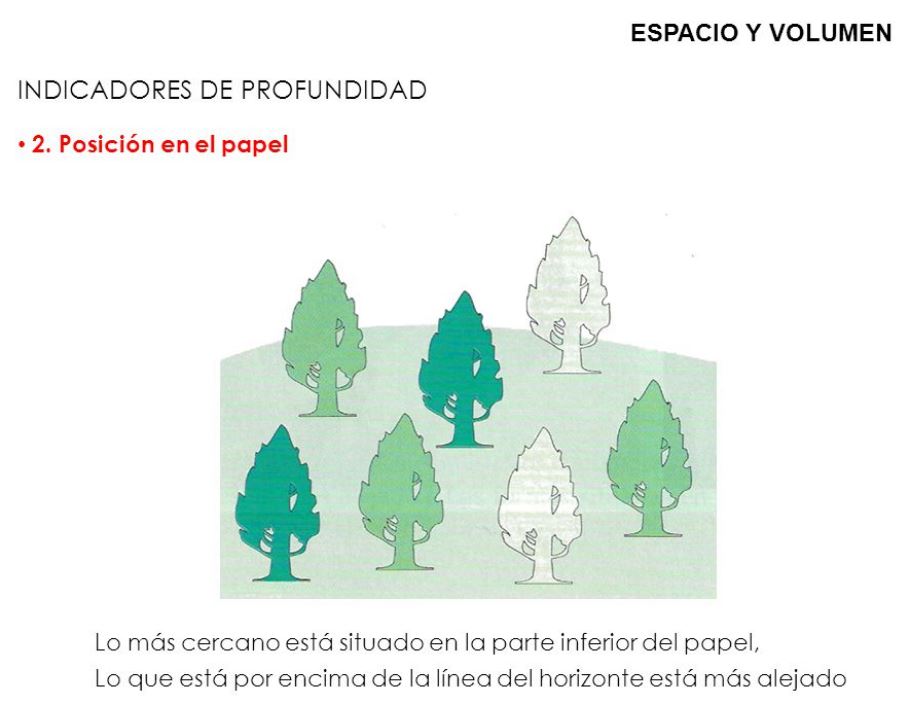 ESPACIO Y VOLUMEN
INDICADORES DE PROFUNDIDAD
• 2. Posición en el papel
Lo más cercano está situado en la parte inferior del papel,
Lo que está por encima de la línea del horizonte está más alejado